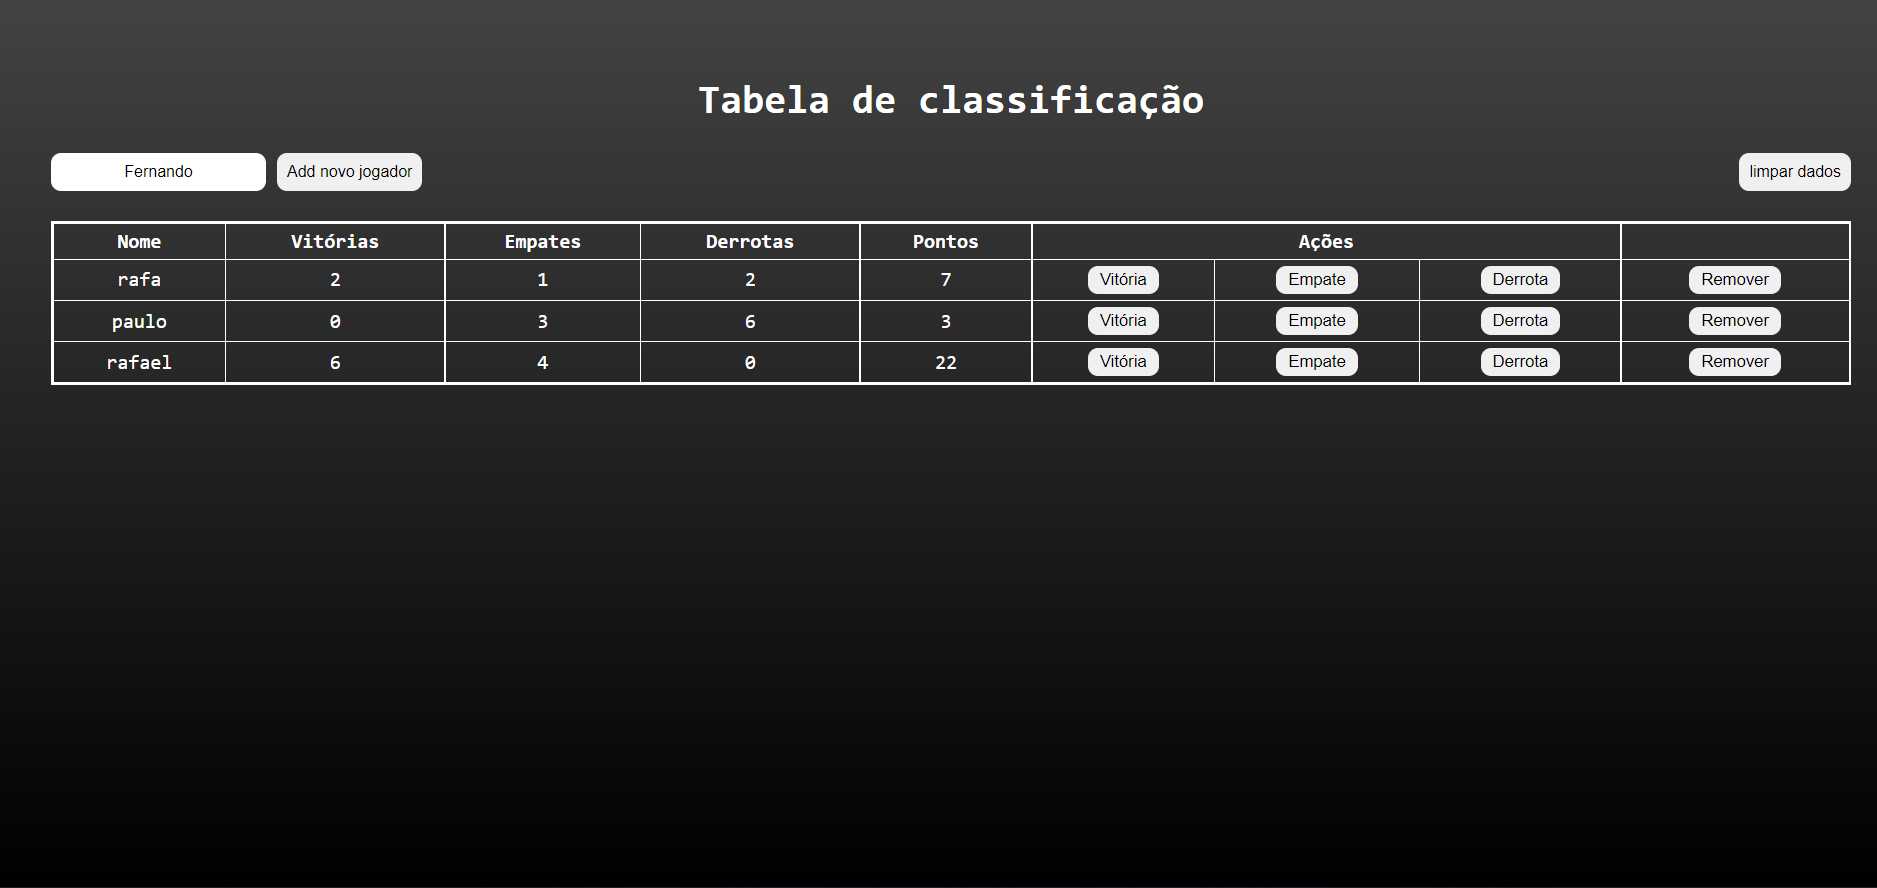 Tabela de classificação
Fernando Add novo jogador limpar dados
Nome Vitórias Empates Derrotas Pontos Ações
rafa 2 1 2 7 Vitória Empate Derrota Remover
paulo 0 3 6 3 Vitória Empate Derrota Remover
rafael 6 4 0 22 Vitória Empate Derrota Remover